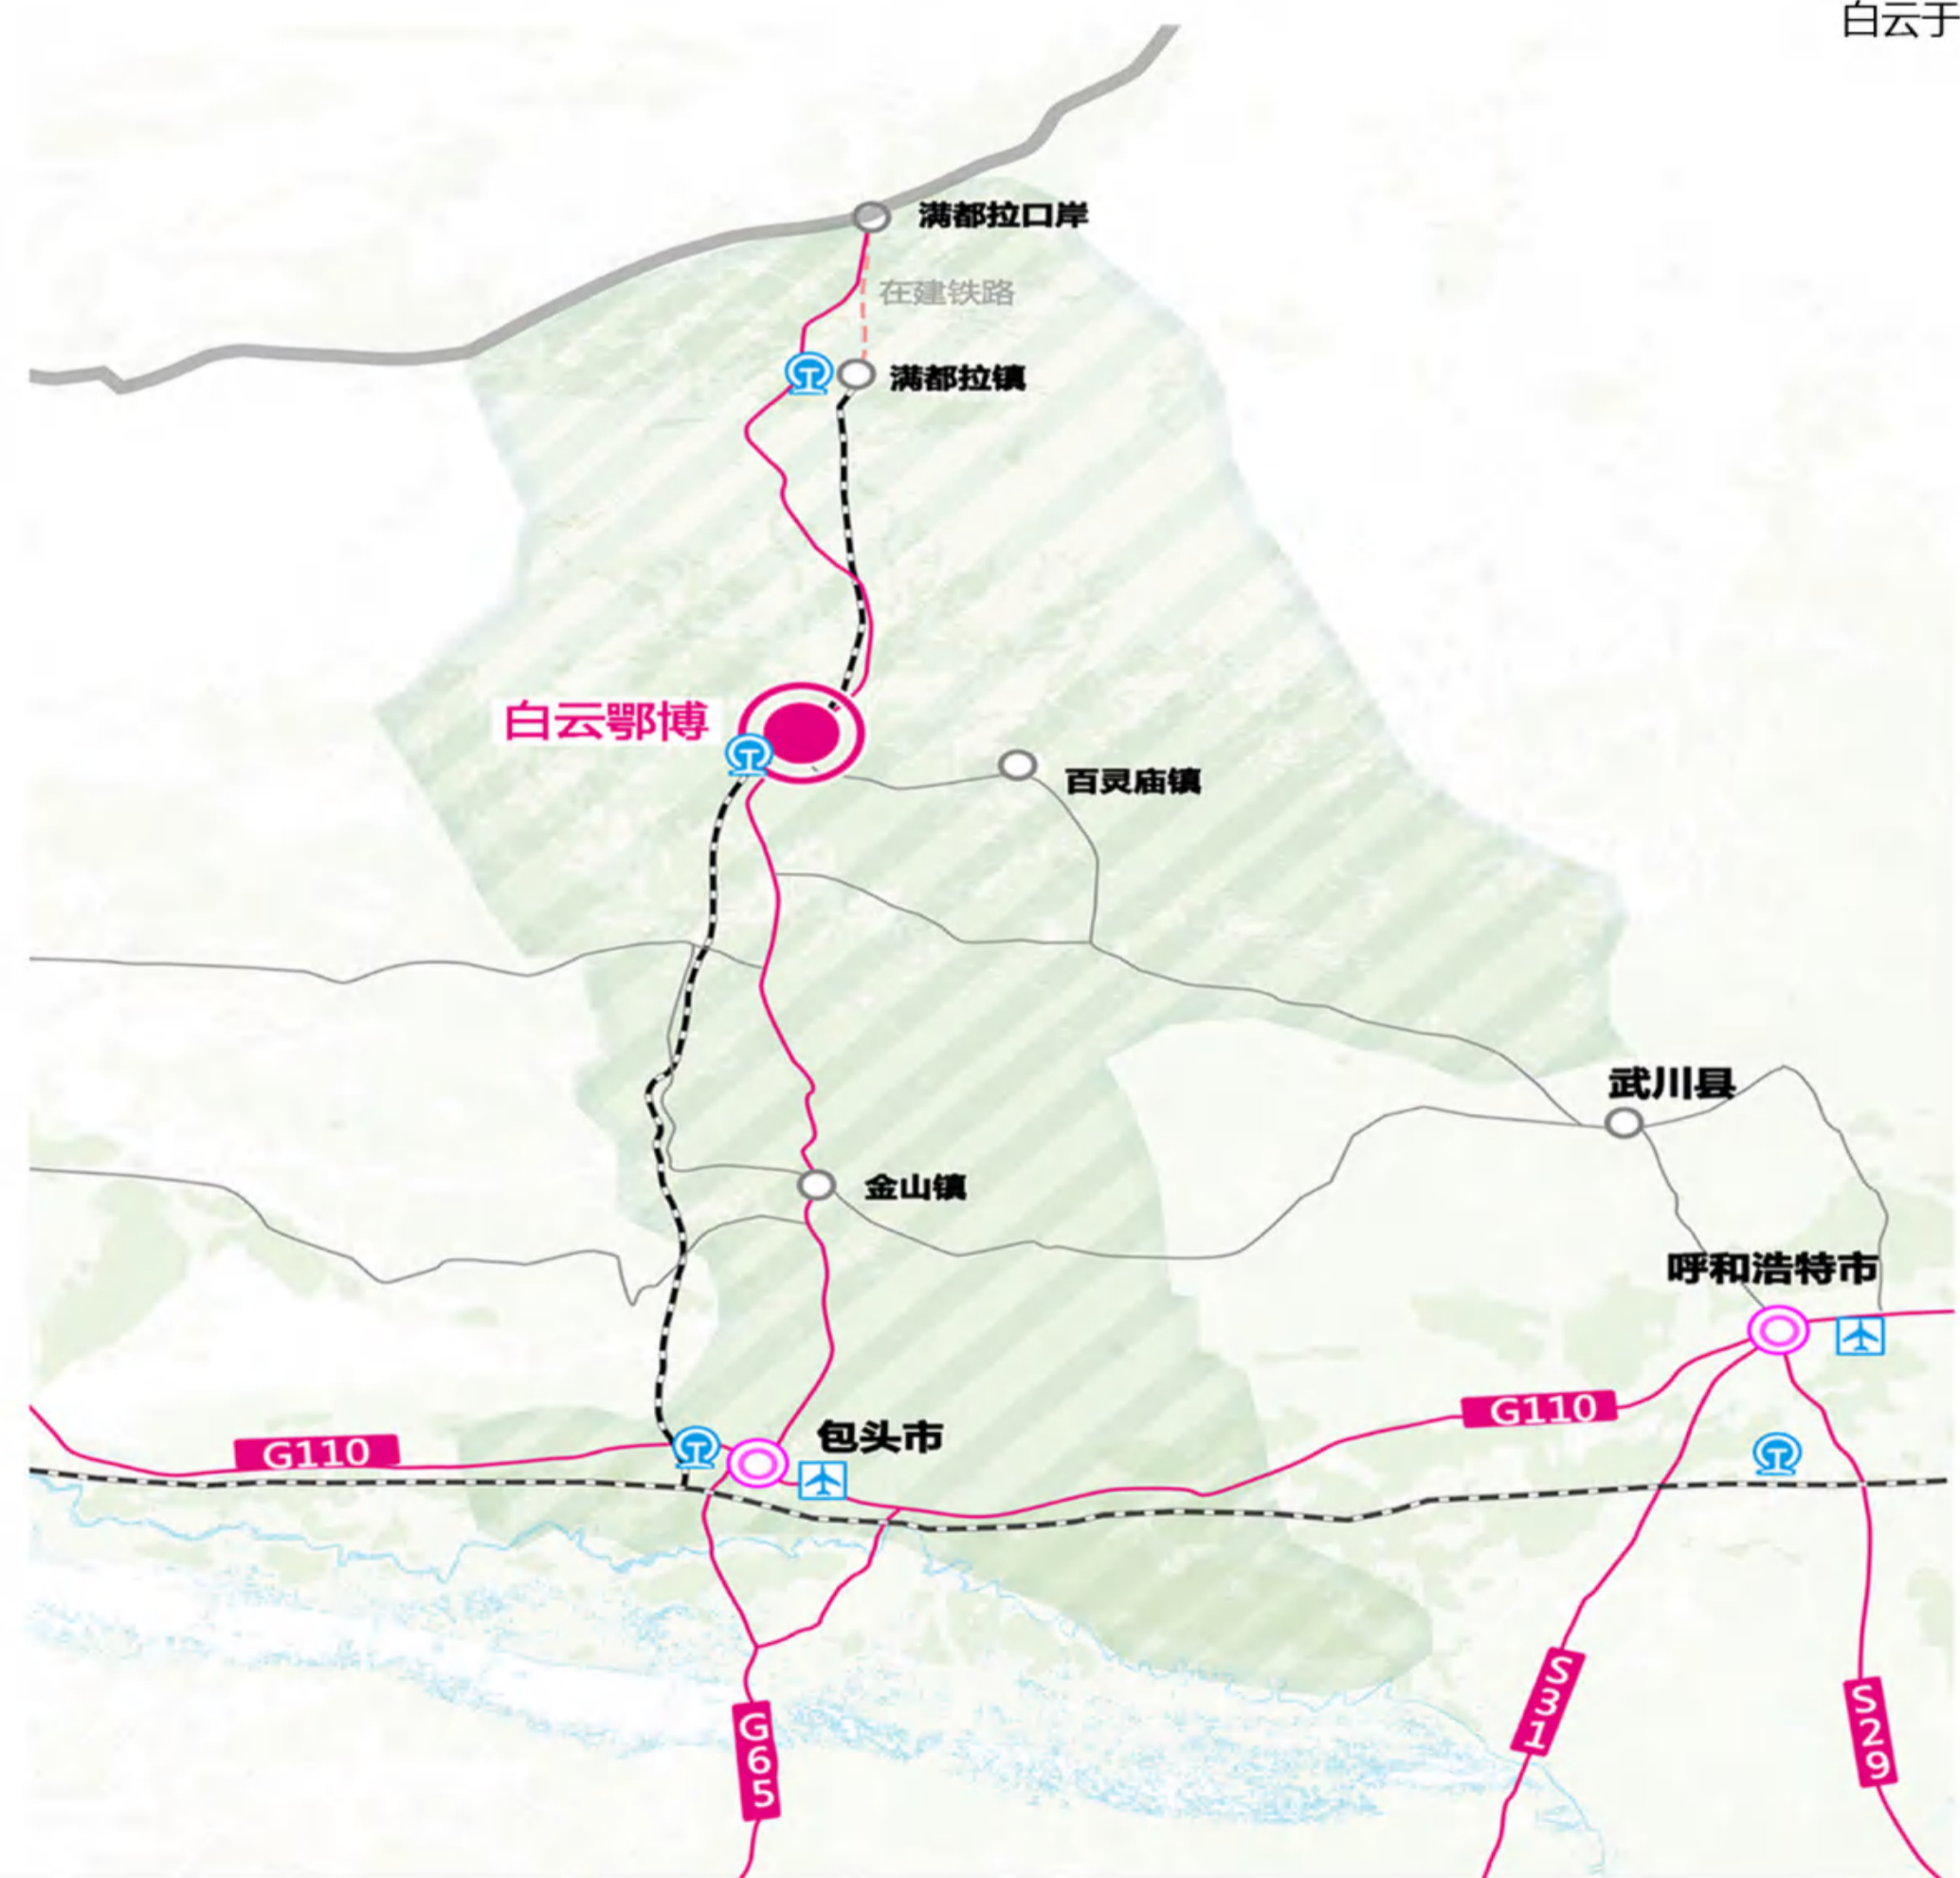 白云于
满都拉口岸
在建铁路
满都拉镇
白云鄂博
百灵庙镇
武川县
金山镇
呼和浩特市
G110
包头市
G110
S31
S29
G65